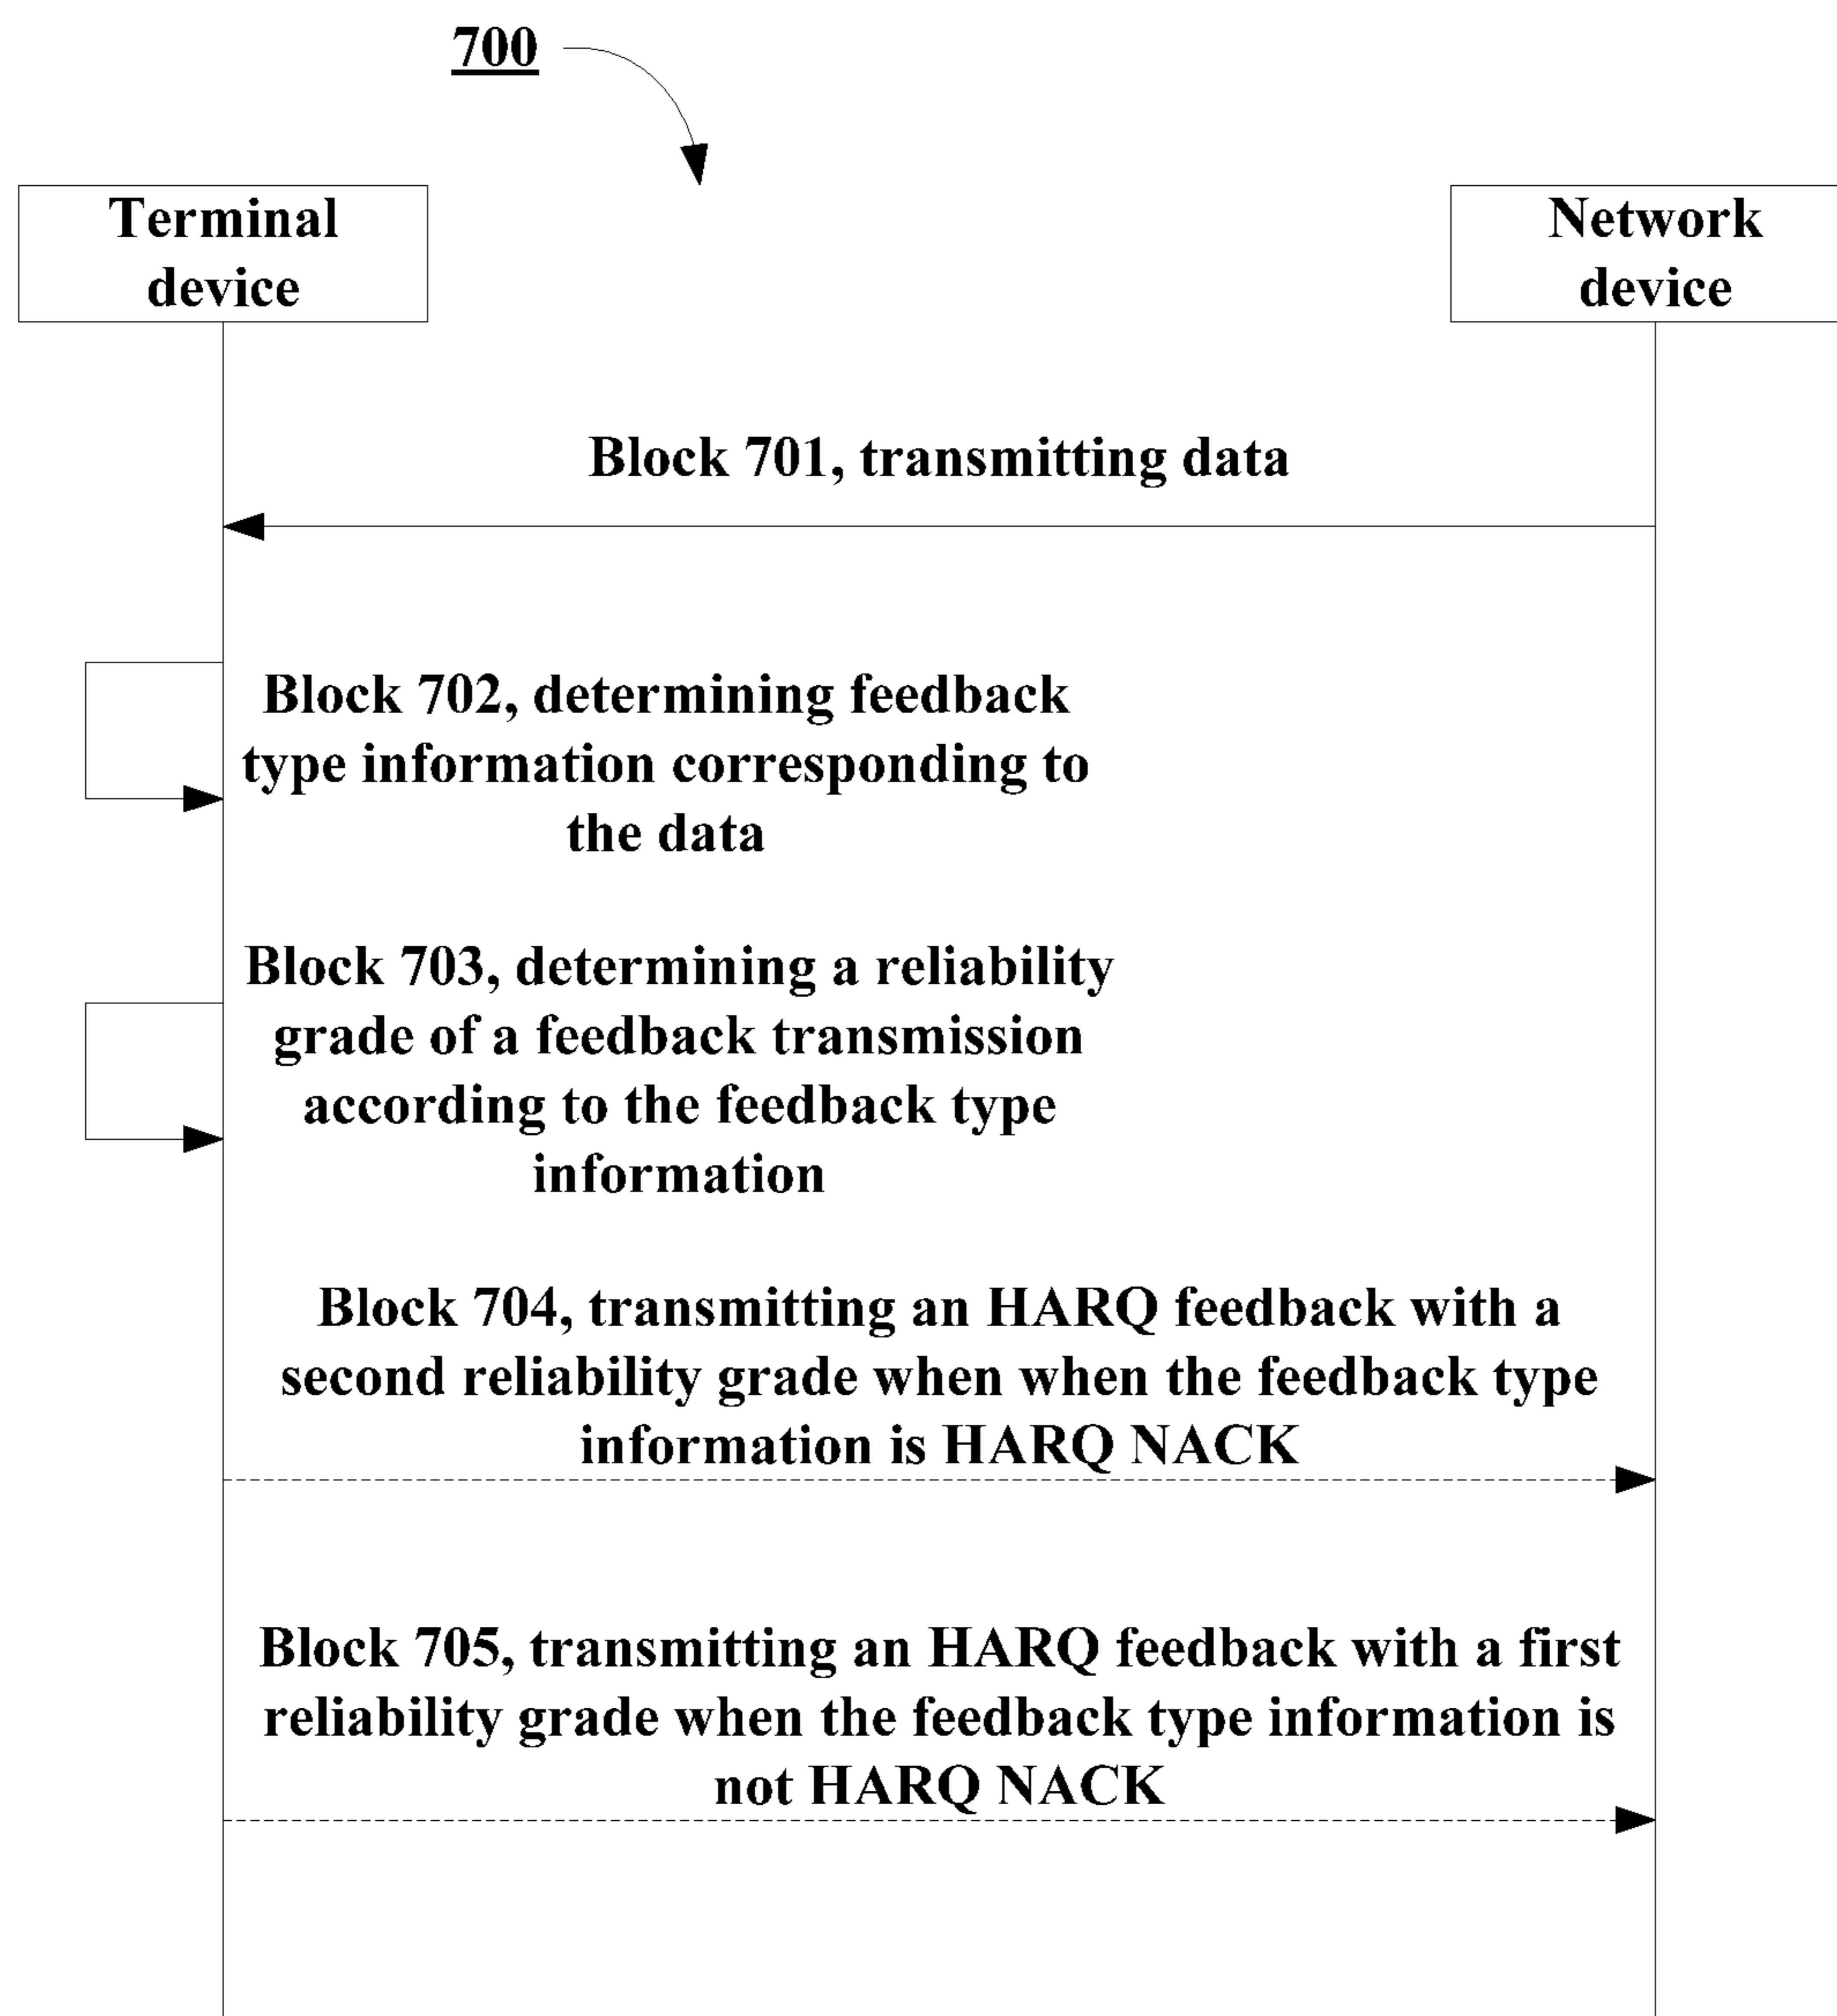 700
Terminal
device
Network
device
Block 701, transmitting data
Block 702, determining feedback
type information corresponding to
the data
Block 703, determining a reliability
grade of a feedback transmission
according to the feedback type
information
Block 704, transmitting an HARQ feedback with a
second reliability grade when when the feedback type
information is HARQ NACK
Block 705, transmitting an HARQ feedback with a first
reliability grade when the feedback type information is
not HARQ NACK